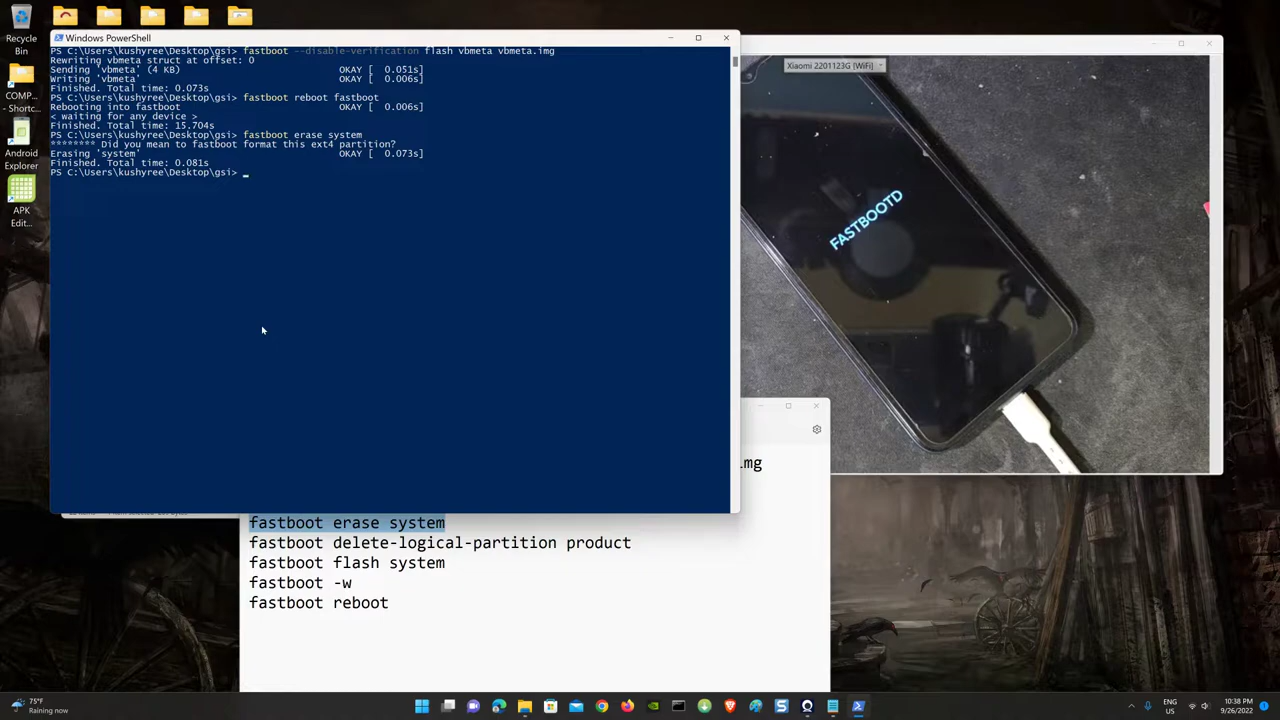 Recycle
Bin
COMP...
- Shortc...
Android
Explorer
APK
Edit...
Windows PowerShell
PS C:\Users\kushyree\Desktop\gsi> fastboot --disable-verification flash vbmeta vbmeta.img
Rewriting vbmeta struct at offset: 0
Sending 'vbmeta' (4 KB) OKAY [ 0.051s]
Writing 'vbmeta' OKAY [ 0.006s]
Finished. Total time: 0.073s
PS C:\Users\kushyree\Desktop\gsi> fastboot reboot fastboot
Rebooting into fastboot OKAY [ 0.006s]
< waiting for any device >
Finished. Total time: 15.704s
PS C:\Users\kushyree\Desktop\gsi> fastboot erase system
******** Did you mean to fastboot format this ext4 partition?
Erasing 'system' OKAY [ 0.073s]
Finished. Total time: 0.081s
PS C:\Users\kushyree\Desktop\gsi>
Xiaomi 2201123G [WiFi]
FASTBOOTD
img
fastboot erase system
fastboot delete-logical-partition product
fastboot flash system
fastboot -w
fastboot reboot
75°F
Raining now
ENG
US
10:38 PM
9/26/2022